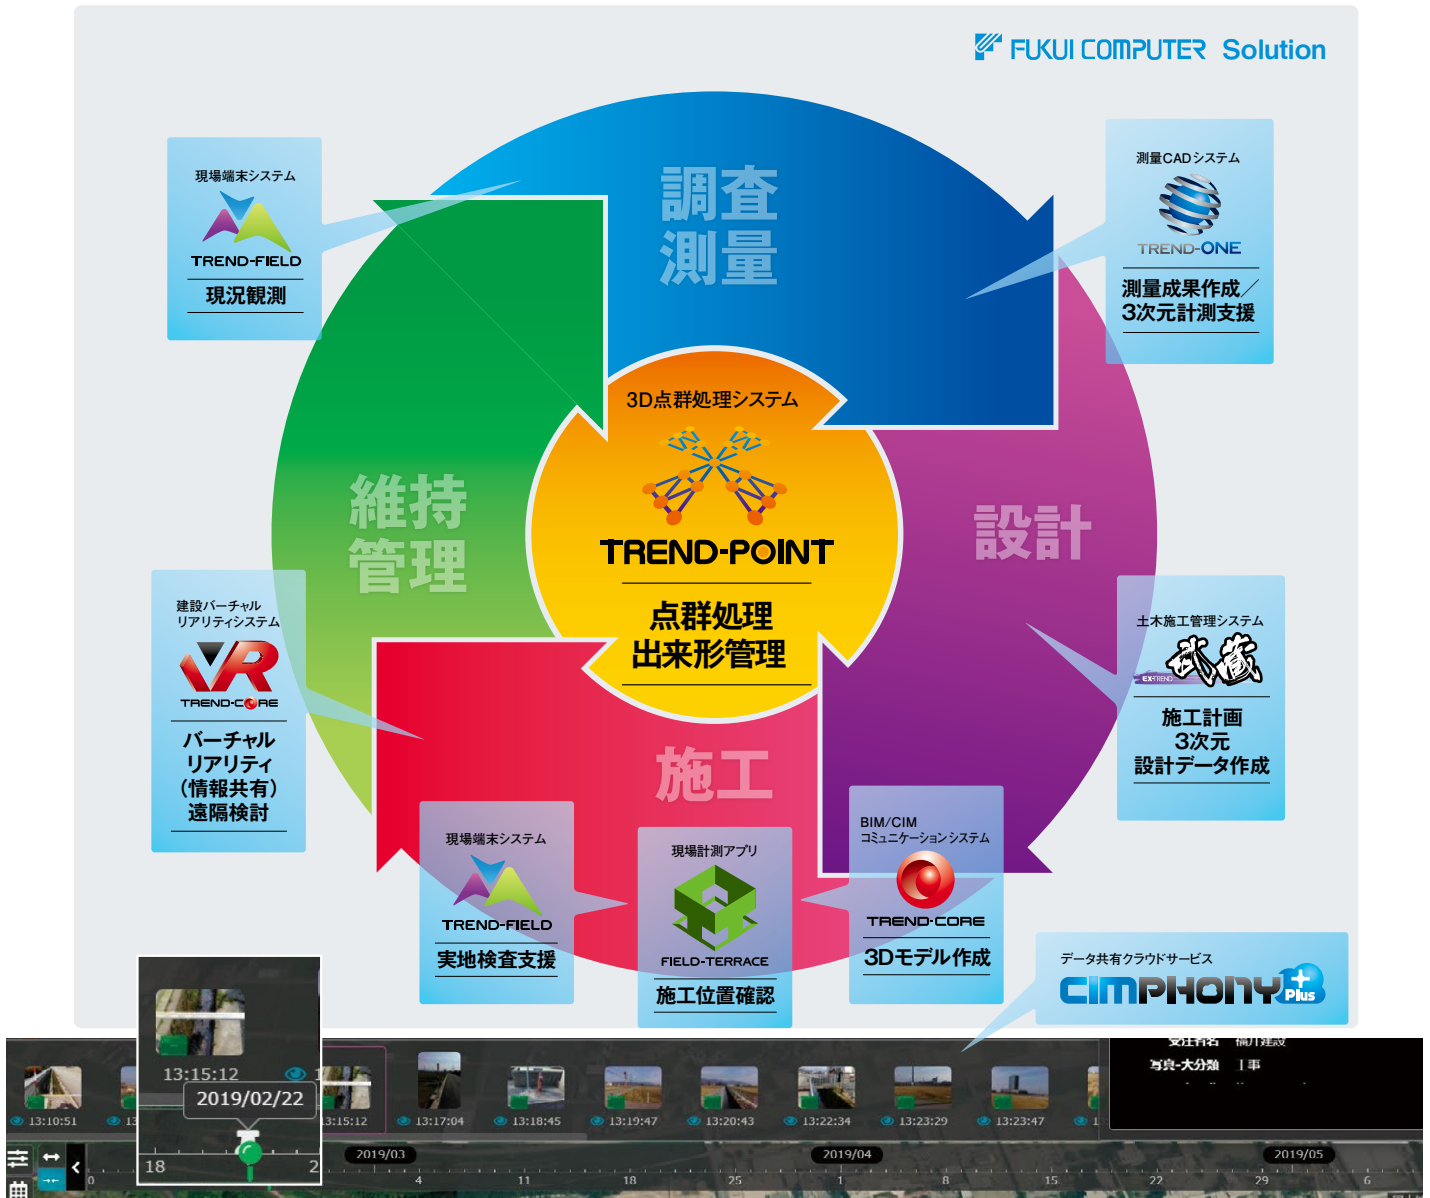 FUKUI COMPUTER Solution
現場端末システム
TREND-FIELD
現況観測
調査
測量
測量CADシステム
TREND-ONE
測量成果作成／
3次元計測支援
3D点群処理システム
TREND-POINT
点群処理
出来形管理
維持
管理
設計
建設バーチャル
リアリティシステム
VR
TREND-CORE
バーチャル
リアリティ
（情報共有）
遠隔検討
土木施工管理システム
EX-TREND
武蔵
施工計画
3次元
設計データ作成
施工
現場端末システム
TREND-FIELD
実地検査支援
現場計測アプリ
FIELD-TERRACE
施工位置確認
BIM/CIM
コミュニケーションシステム
TREND-CORE
3Dモデル作成
データ共有クラウドサービス
CIMPHONY Plus
受注者名 福井建設
写真-大分類 工事
13:15:12
2019/02/22
18
13:10:51
13:15:12
13:17:04
13:18:45
13:19:47
13:20:43
13:22:34
13:23:29
13:23:47
2019/03
2019/04
2019/05
4
11
18
25
1
8
15
22
29
6